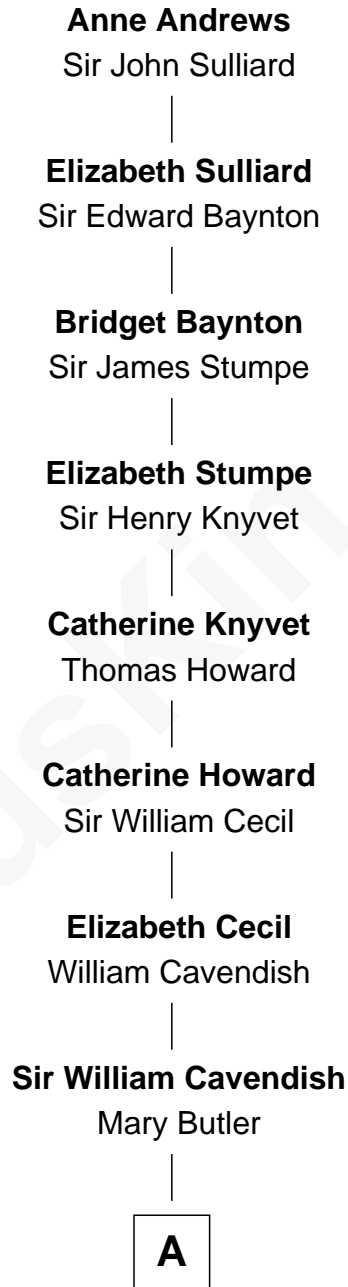 Anne Andrews
Sir John Sulliard
Elizabeth Sulliard
Sir Edward Baynton
Bridget Baynton
Sir James Stumpe
Elizabeth Stumpe
Sir Henry Knyvet
Catherine Knyvet
Thomas Howard
Catherine Howard
Sir William Cecil
Elizabeth Cecil
William Cavendish
Sir William Cavendish
Mary Butler
A